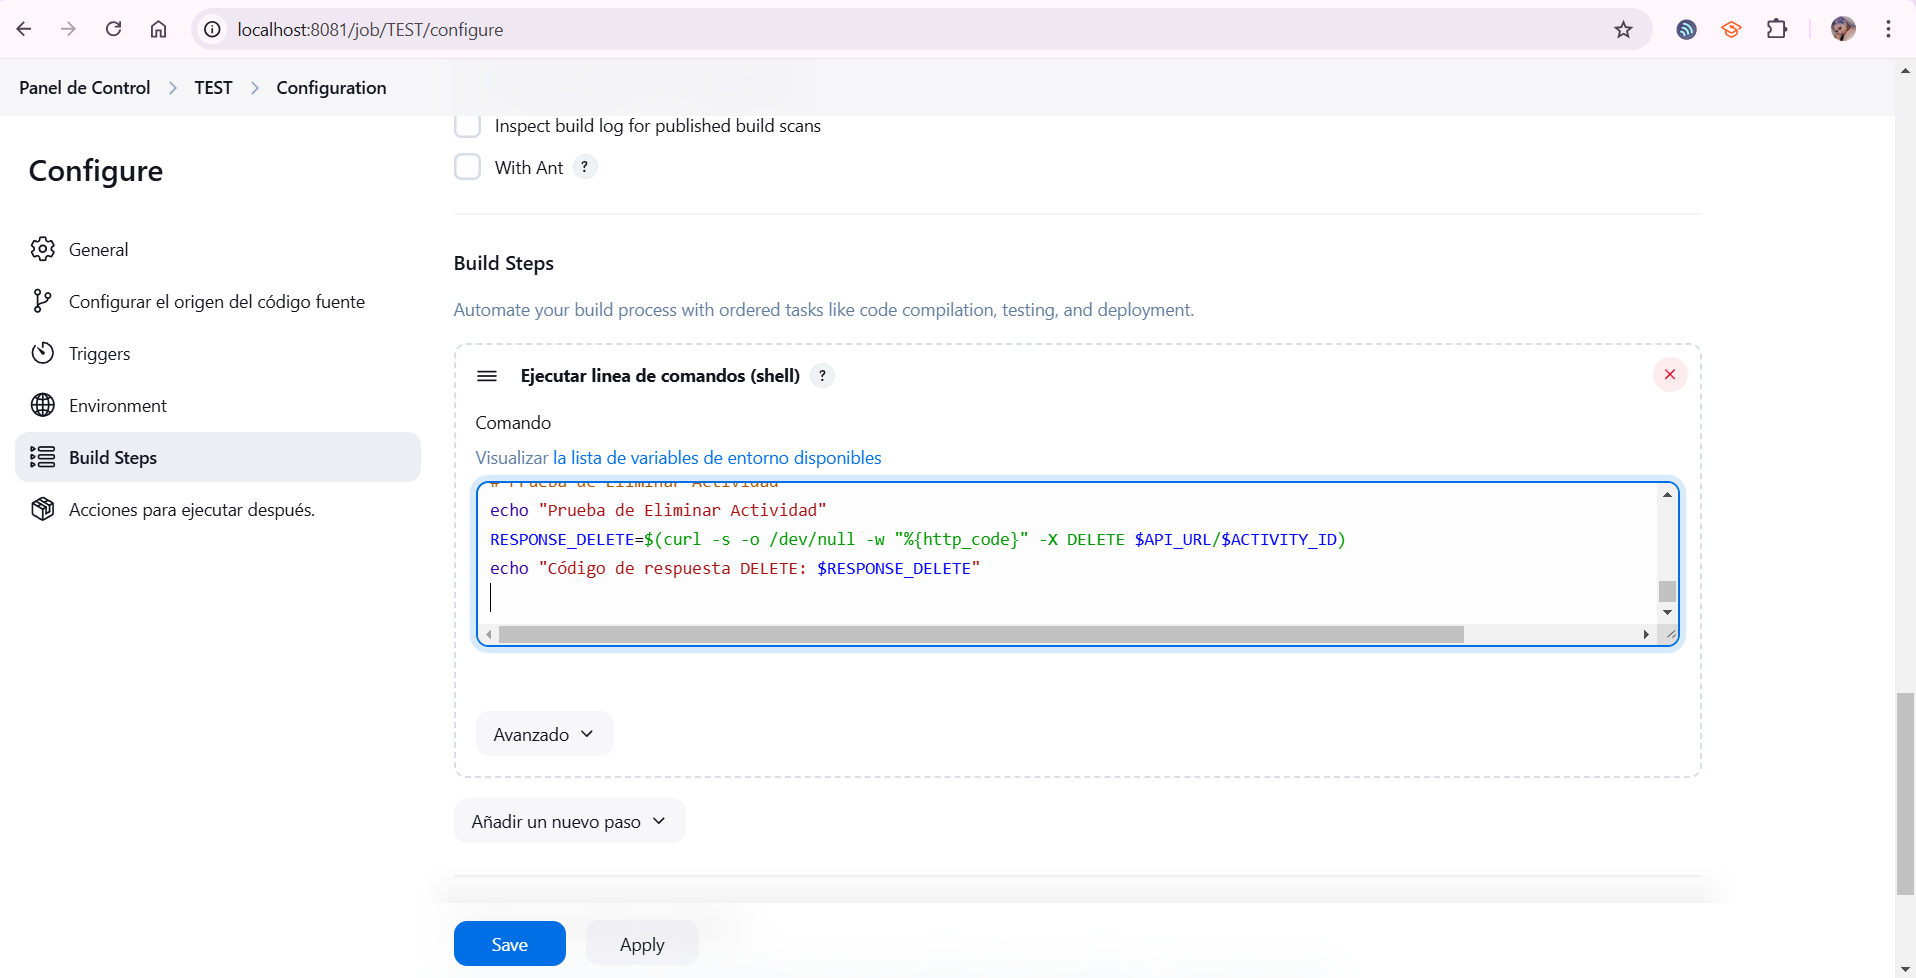 localhost:8081/job/TEST/configure
Panel de Control > TEST > Configuration
Inspect build log for published build scans
With Ant ?
Configure
General
Configurar el origen del código fuente
Triggers
Environment
Build Steps
Acciones para ejecutar después.
Build Steps
Automate your build process with ordered tasks like code compilation, testing, and deployment.
Ejecutar linea de comandos (shell) ?
Comando
Visualizar la lista de variables de entorno disponibles
# Prueba de Eliminar Actividad
echo "Prueba de Eliminar Actividad"
RESPONSE_DELETE=$(curl -s -o /dev/null -w "%{http_code}" -X DELETE $API_URL/$ACTIVITY_ID)
echo "Código de respuesta DELETE: $RESPONSE_DELETE"
Avanzado
Añadir un nuevo paso
Save
Apply